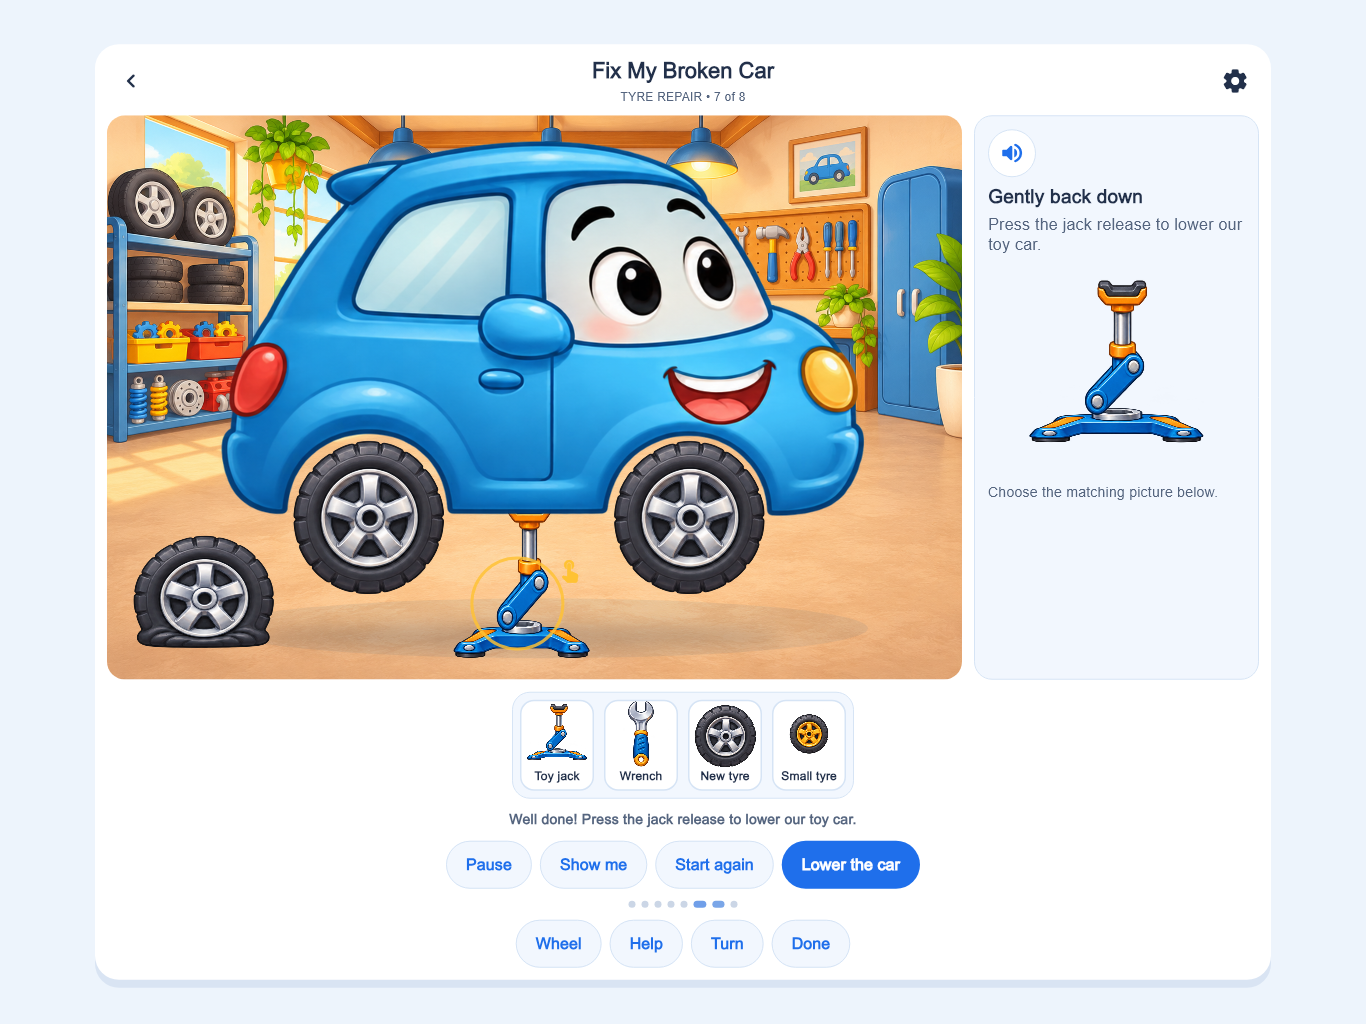 Fix My Broken Car
TYRE REPAIR • 7 of 8
Gently back down
Press the jack release to lower our
toy car.
Choose the matching picture below.
Toy jack
Wrench
New tyre
Small tyre
Well done! Press the jack release to lower our toy car.
Pause
Show me
Start again
Lower the car
Wheel
Help
Turn
Done